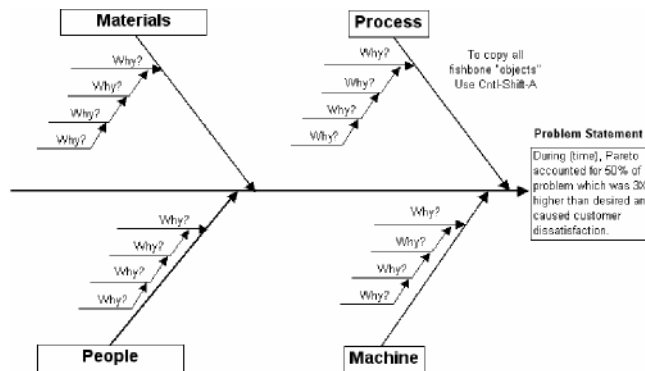 Materials
Process
Why?
Why?
Why?
Why?
Why?
Why?
Why?
Why?
To copy all
fishbone "objects"
Use Cntl-Shift-A
Problem Statement
During (time), Pareto
accounted for 50% of
problem which was 3X
higher than desired an
caused customer
dissatisfaction.
Why?
Why?
Why?
Why?
Why?
Why?
Why?
Why?
People
Machine